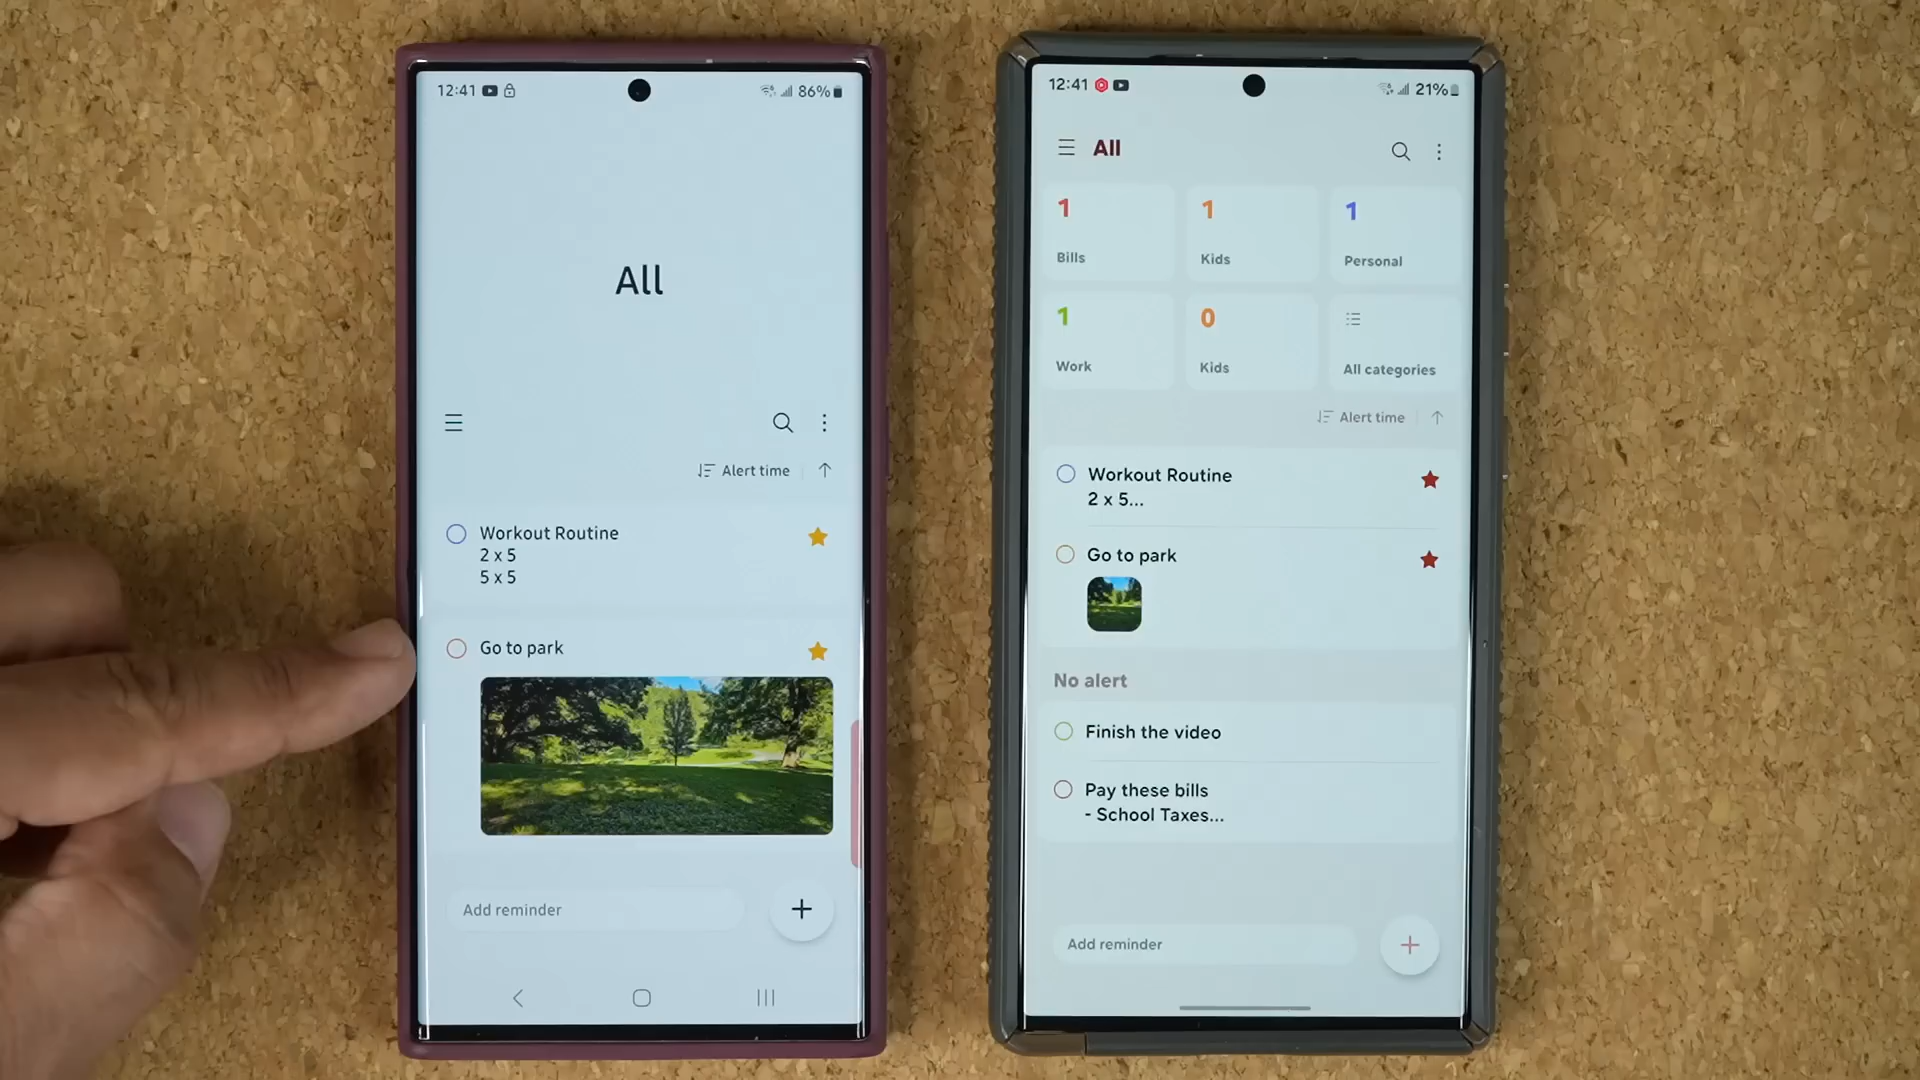 12:41
86%
All
Alert time
Workout Routine
2 x 5
5 x 5
Go to park
Add reminder
12:41
21%
All
1
Bills
1
Kids
1
Personal
1
Work
0
Kids
All categories
Alert time
Workout Routine
2 x 5...
Go to park
No alert
Finish the video
Pay these bills
- School Taxes...
Add reminder